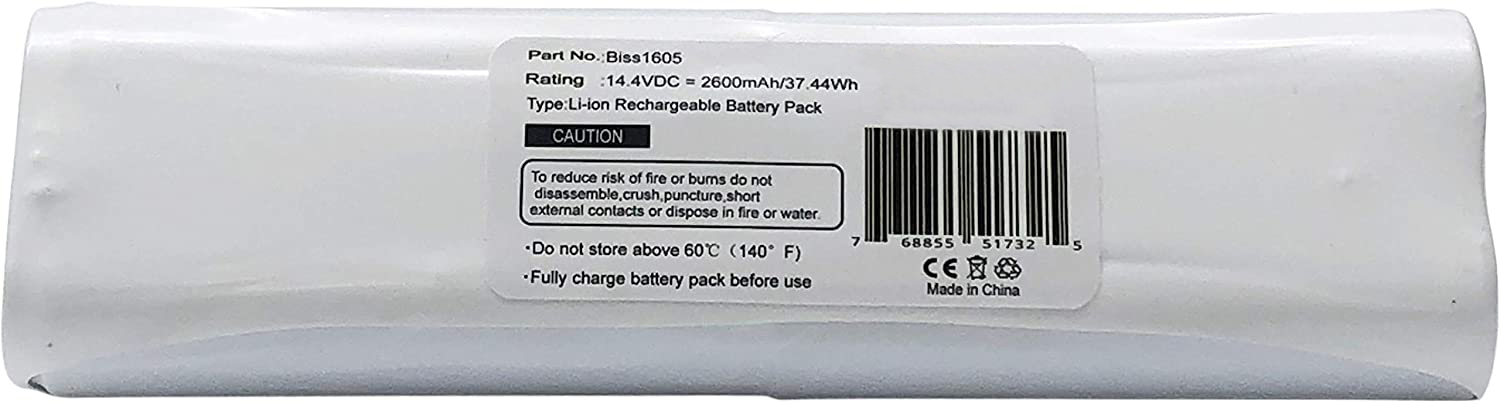 Part No.:Biss1605
Rating :14.4VDC = 2600mAh/37.44Wh
Type:Li-ion Rechargeable Battery Pack
CAUTION
To reduce risk of fire or burns do not
disassemble,crush,puncture,short
external contacts or dispose in fire or water.
·Do not store above 60℃ (140° F)
·Fully charge battery pack before use
7 68855 51732 5
CE
Made in China